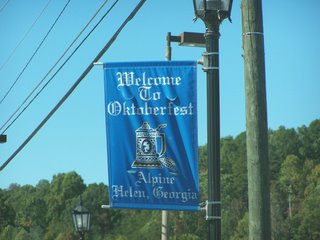 Welcome
To
Oktoberfest
Alpine
Helen, Georgia